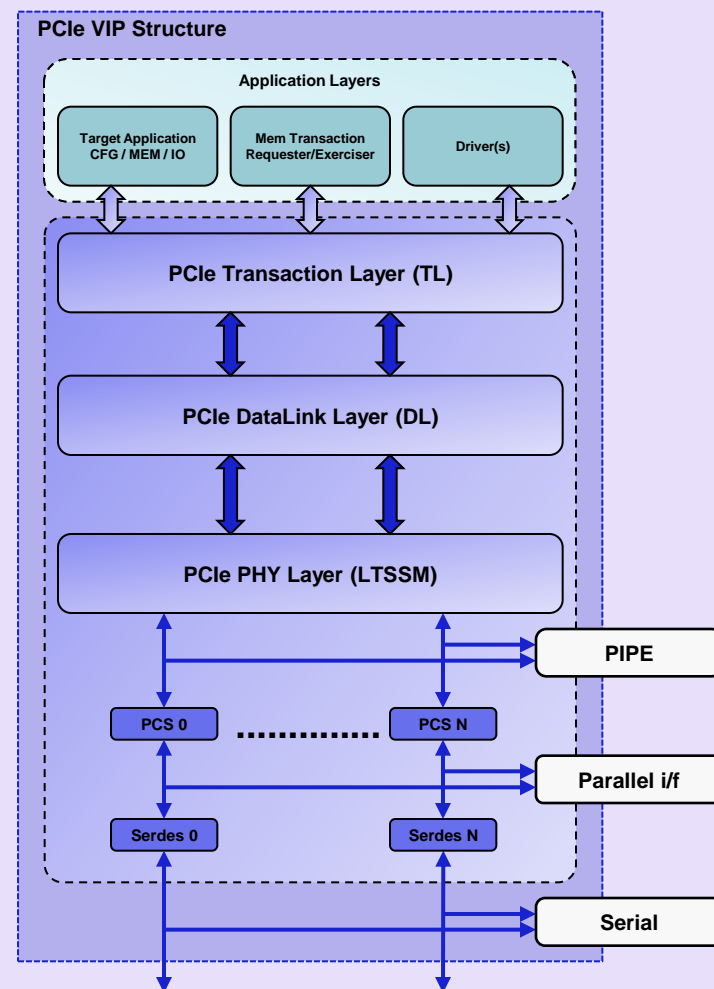 PCIe VIP Structure
Application Layers
Target Application
CFG / MEM / IO
Mem Transaction
Requester/Exerciser
Driver(s)
PCIe Transaction Layer (TL)
PCIe DataLink Layer (DL)
PCIe PHY Layer (LTSSM)
PIPE
PCS 0
PCS N
Parallel i/f
Serdes 0
Serdes N
Serial